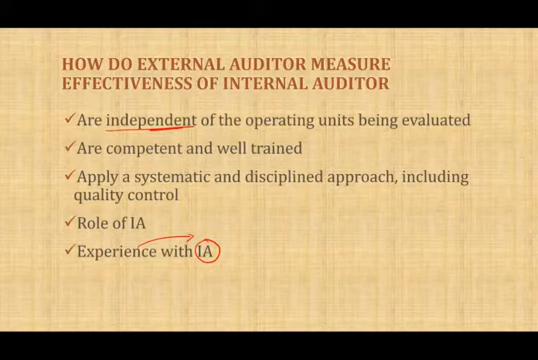 HOW DO EXTERNAL AUDITOR MEASURE
EFFECTIVENESS OF INTERNAL AUDITOR
✓Are independent of the operating units being evaluated
✓Are competent and well trained
✓Apply a systematic and disciplined approach, including
quality control
✓Role of IA
✓Experience with IA